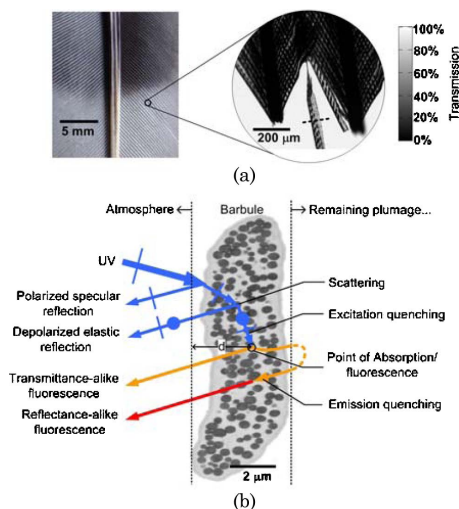 5 mm
200 μm
100%
80%
60%
40%
20%
0%
Transmission
(a)
Atmosphere
Barbule
Remaining plumage...
UV
Polarized specular
reflection
Depolarized elastic
reflection
Transmittance-alike
fluorescence
Reflectance-alike
fluorescence
d
Scattering
Excitation quenching
Point of Absorption/
fluorescence
Emission quenching
2 μm
(b)